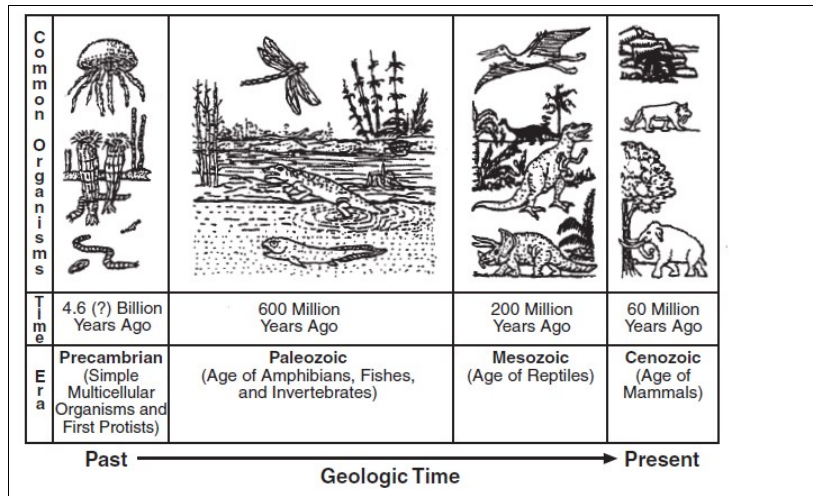 Common Organisms
Time
4.6 (?) Billion
Years Ago
600 Million
Years Ago
200 Million
Years Ago
60 Million
Years Ago
Era
Precambrian
(Simple
Multicellular
Organisms and
First Protists)
Paleozoic
(Age of Amphibians, Fishes,
and Invertebrates)
Mesozoic
(Age of Reptiles)
Cenozoic
(Age of
Mammals)
Past
Present
Geologic Time